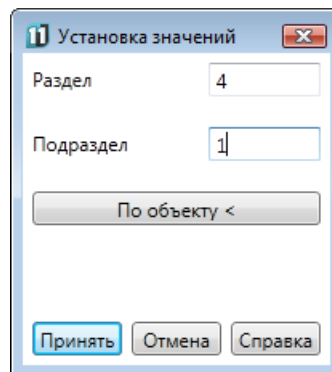 11 Установка значений
Раздел 4
Подраздел 1
По объекту <
Принять Отмена Справка